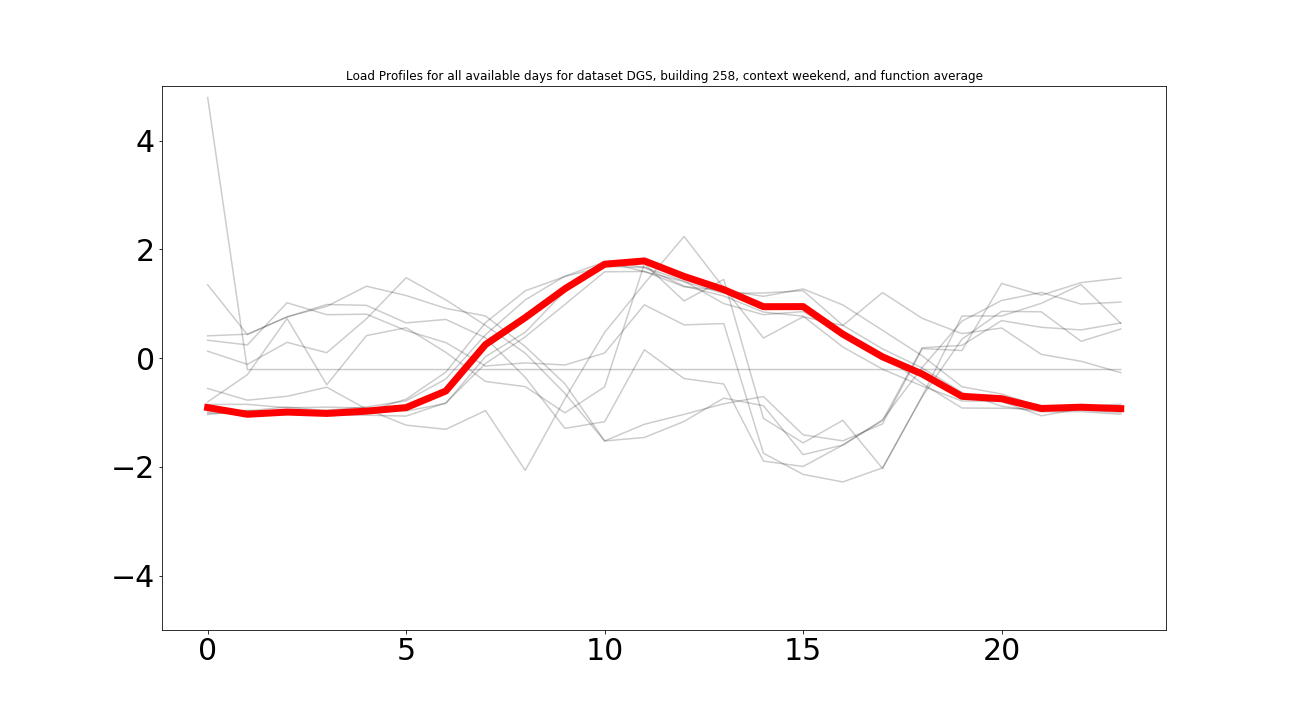 Load Profiles for all available days for dataset DGS, building 258, context weekend, and function average
4
2
0
−2
−4
0 5 10 15 20